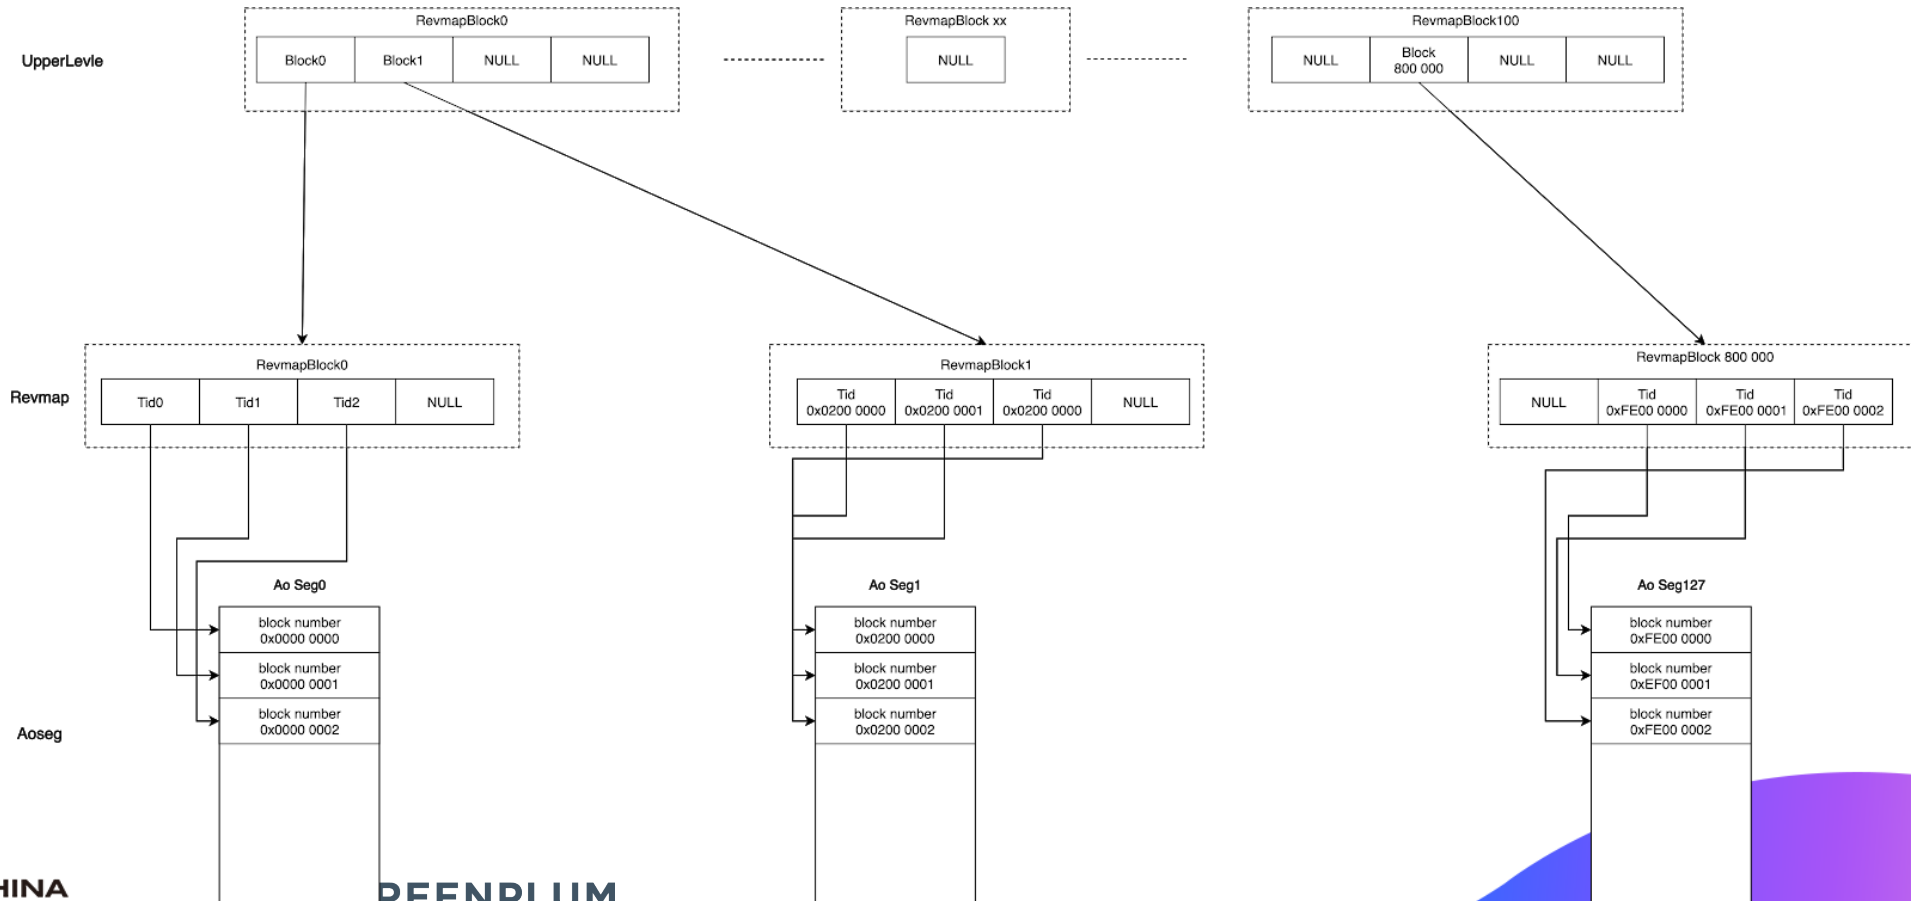 RevmapBlock0
RevmapBlock xx
RevmapBlock100
UpperLevle
Block0
Block1
NULL
NULL
NULL
NULL
Block
800 000
NULL
NULL
RevmapBlock0
RevmapBlock1
RevmapBlock 800 000
Revmap
Tid0
Tid1
Tid2
NULL
Tid
0x0200 0000
Tid
0x0200 0001
Tid
0x0200 0000
NULL
NULL
Tid
0xFE00 0000
Tid
0xFE00 0001
Tid
0xFE00 0002
Ao Seg0
Ao Seg1
Ao Seg127
block number
0x0000 0000
block number
0x0000 0001
block number
0x0000 0002
block number
0x0200 0000
block number
0x0200 0001
block number
0x0200 0002
block number
0xFE00 0000
block number
0xEF00 0001
block number
0xFE00 0002
Aoseg